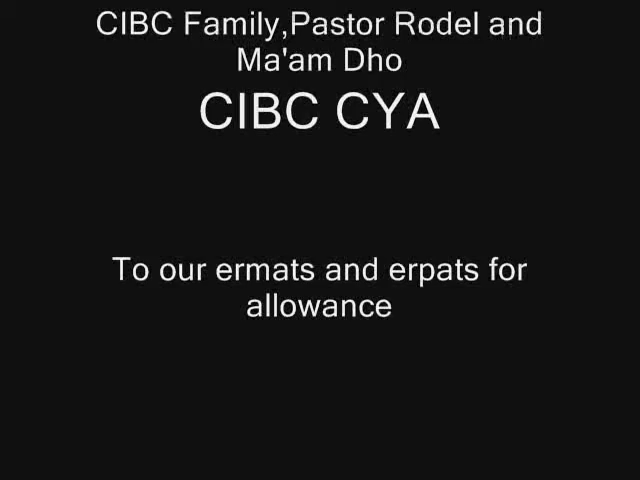 CIBC Family,Pastor Rodel and
Ma'am Dho
CIBC CYA
To our ermats and erpats for
allowance